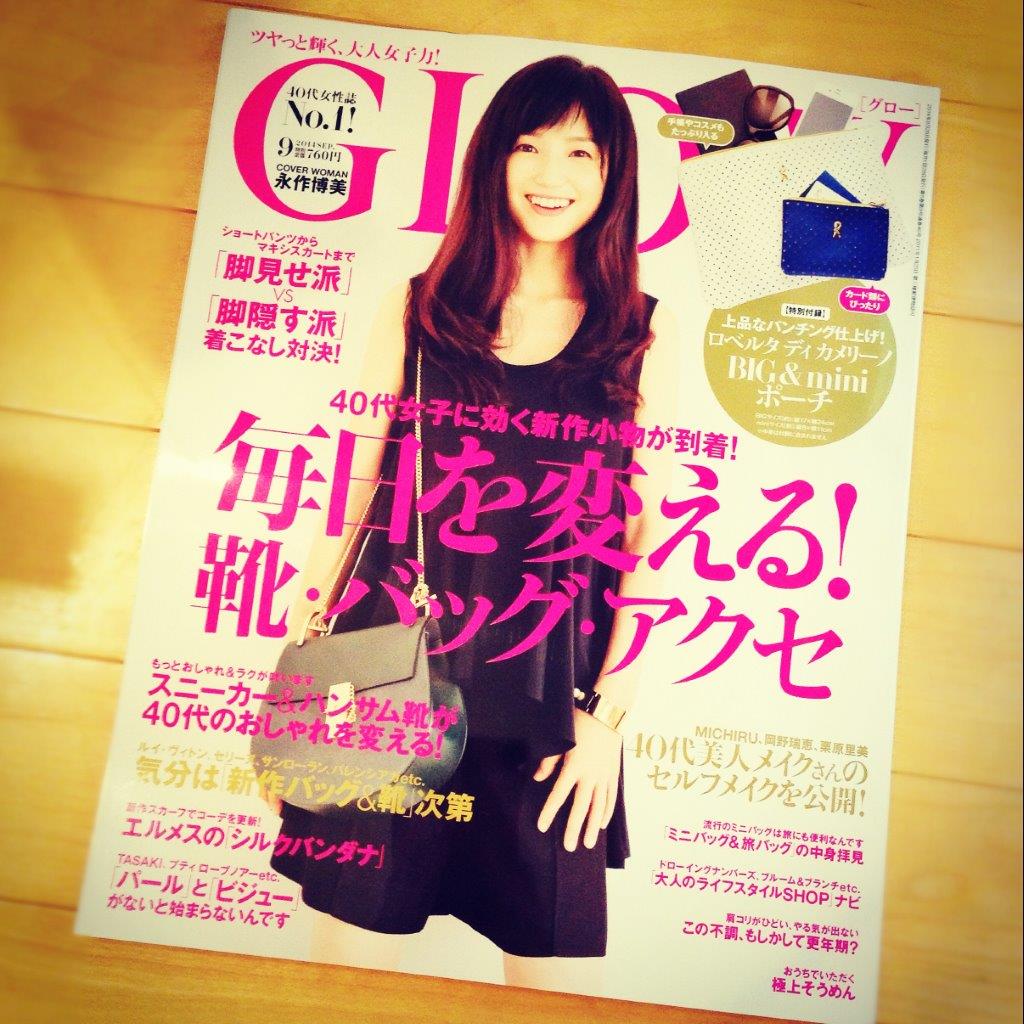 ツヤっと輝く、大人女子力!
GLOW
[グロー]
40代女性誌
No.1!
9 2014 SEP.
特別定価760円
COVER WOMAN
永作博美
手帳やコスメも
たっぷり入る
カード類に
ぴったり
【特別付録】
上品なパンチング仕上げ!
ロベルタ ディ カメリーノ
BIG & mini
ポーチ
ショートパンツから
マキシスカートまで
「脚見せ派」
VS
「脚隠す派」
着こなし対決!
40代女子に効く新作小物が到着!
毎日を変える!
靴・バッグ・アクセ
もっとおしゃれ&ラクが叶います
スニーカー&ハンサム靴が
40代のおしゃれを変える!
ルイ・ヴィトン、セリーヌ、サンローラン、バレンシアガetc.
気分は「新作バッグ&靴」次第
新作スカーフでコーデを更新!
エルメスの「シルクバンダナ」
TASAKI、プティローブノアーetc.
「パール」と「ビジュー」
がないと始まらないんです
MICHIRU、岡野瑞恵、栗原里美
40代美人メイクさんの
セルフメイクを公開!
流行のミニバッグは旅にも便利なんです
「ミニバッグ&旅バッグ」の中身拝見
ドローイングナンバーズ、ブルーム&ブランチetc.
「大人のライフスタイルSHOP」ナビ
肩コリがひどい、やる気が出ない
この不調、もしかして更年期?
おうちでいただく
極上そうめん